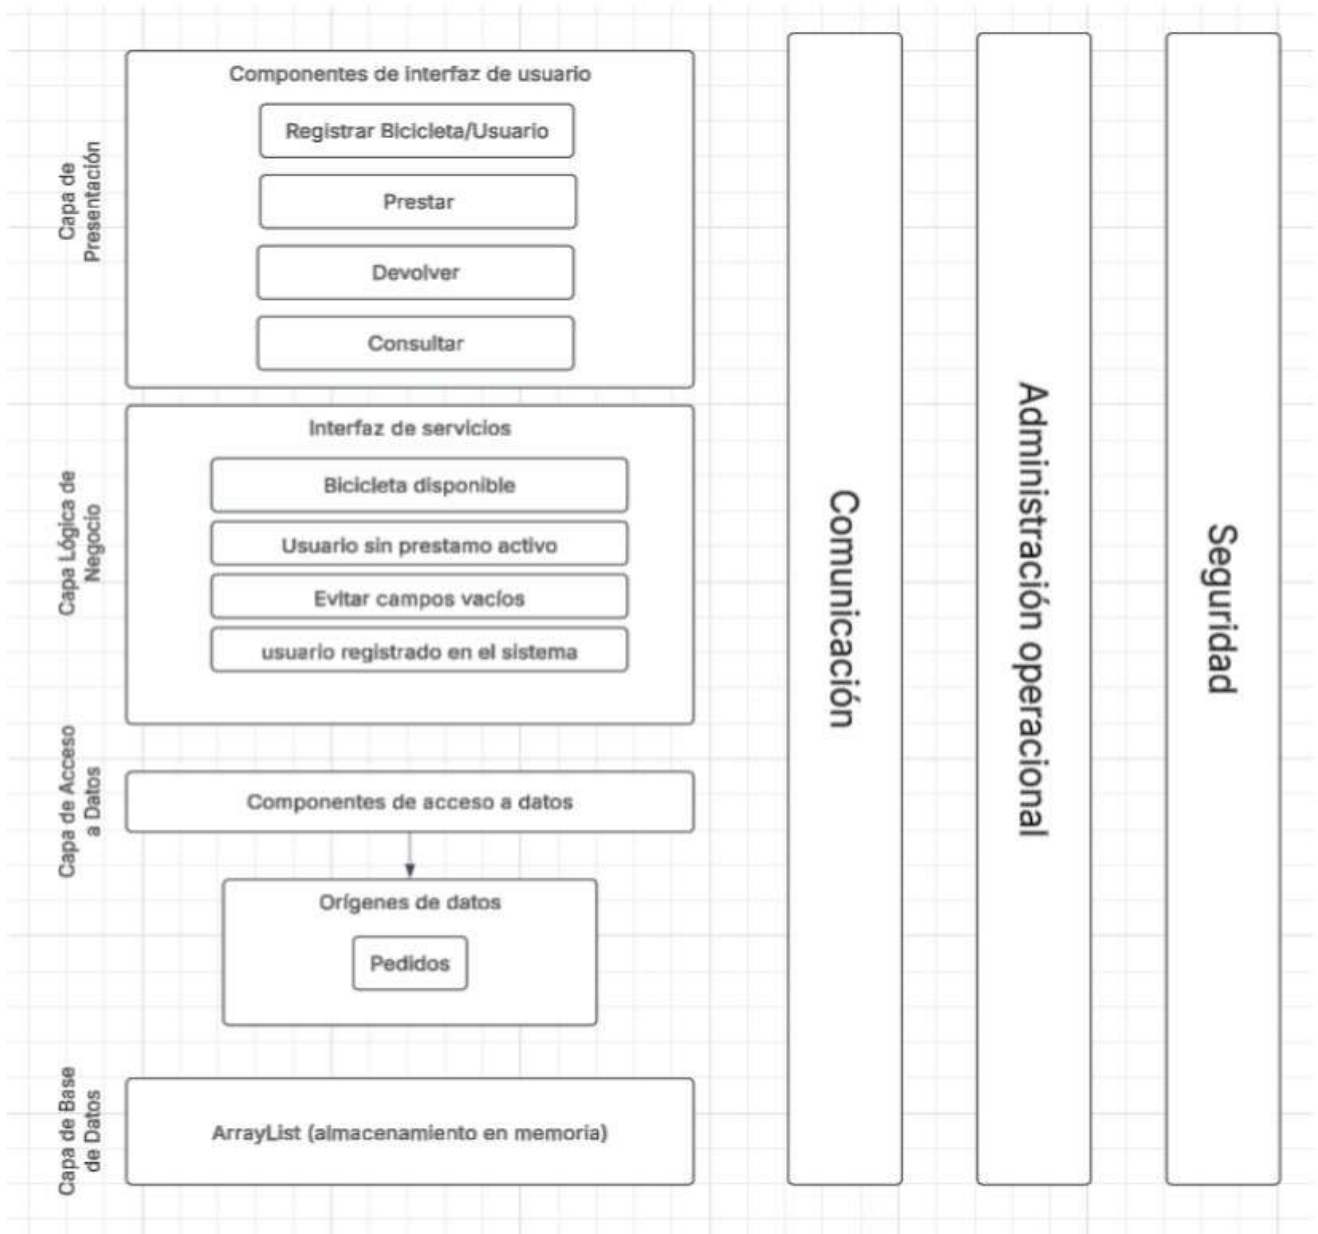 Capa de
Presentación
Componentes de interfaz de usuario
Registrar Bicicleta/Usuario
Prestar
Devolver
Consultar
Capa Lógica de
Negocio
Interfaz de servicios
Bicicleta disponible
Usuario sin prestamo activo
Evitar campos vacíos
usuario registrado en el sistema
Capa de Acceso
a Datos
Componentes de acceso a datos
Orígenes de datos
Pedidos
Capa de Base
de Datos
ArrayList (almacenamiento en memoria)
Comunicación
Administración operacional
Seguridad